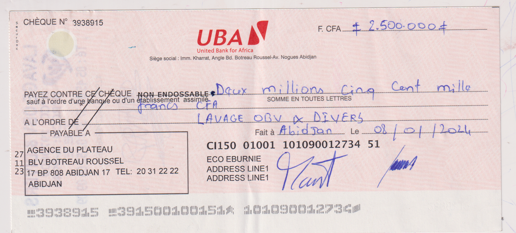 CHÈQUE N° 3938915
UBA
United Bank for Africa
F. CFA # 2.500.000#
Siège social : Imm. Kharrat, Angle Bd. Botreau Roussel-Av. Nogues Abidjan
PAYEZ CONTRE CE CHÈQUE NON ENDOSSABLE Deux millions Cinq Cent mille
sauf à l'ordre d'une banque ou d'un établissement assimilé SOMME EN TOUTES LETTRES
francs CFA
A L'ORDRE DE LAVAGE OBV & DIVERS
PAYABLE A
Fait à Abidjan Le 08/01/2024
AGENCE DU PLATEAU
BLV BOTREAU ROUSSEL
17 BP 808 ABIDJAN 17 TEL: 20 31 22 22
ABIDJAN
27
11
23
CI150 01001 101090012734 51
ECO EBURNIE
ADDRESS LINE1
ADDRESS LINE1
3938915 391500100151 101090012734